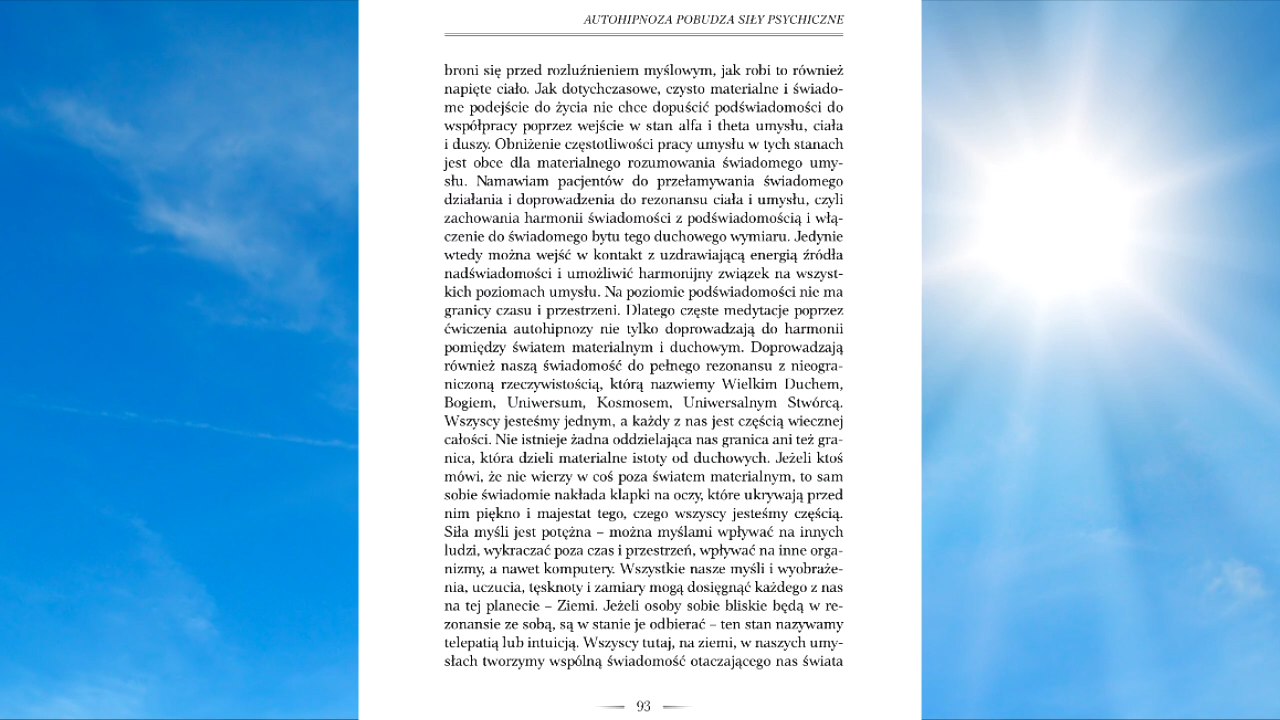 AUTOHIPNOZA POBUDZA SIŁY PSYCHICZNE
broni się przed rozluźnieniem myślowym, jak robi to również
napięte ciało. Jak dotychczasowe, czysto materialne i świado-
me podejście do życia nie chce dopuścić podświadomości do
współpracy poprzez wejście w stan alfa i theta umysłu, ciała
i duszy. Obniżenie częstotliwości pracy umysłu w tych stanach
jest obce dla materialnego rozumowania świadomego umy-
słu. Namawiam pacjentów do przełamywania świadomego
działania i doprowadzenia do rezonansu ciała i umysłu, czyli
zachowania harmonii świadomości z podświadomością i włą-
czenie do świadomego bytu tego duchowego wymiaru. Jedynie
wtedy można wejść w kontakt z uzdrawiającą energią źródła
nadświadomości i umożliwić harmonijny związek na wszyst-
kich poziomach umysłu. Na poziomie podświadomości nie ma
granicy czasu i przestrzeni. Dlatego częste medytacje poprzez
ćwiczenia autohipnozy nie tylko doprowadzają do harmonii
pomiędzy światem materialnym i duchowym. Doprowadzają
również naszą świadomość do pełnego rezonansu z nieogra-
niczoną rzeczywistością, którą nazwiemy Wielkim Duchem,
Bogiem, Uniwersum, Kosmosem, Uniwersalnym Stwórcą.
Wszyscy jesteśmy jednym, a każdy z nas jest częścią wiecznej
całości. Nie istnieje żadna oddzielająca nas granica ani też gra-
nica, która dzieli materialne istoty od duchowych. Jeżeli ktoś
mówi, że nie wierzy w coś poza światem materialnym, to sam
sobie świadomie nakłada klapki na oczy, które ukrywają przed
nim piękno i majestat tego, czego wszyscy jesteśmy częścią.
Siła myśli jest potężna – można myślami wpływać na innych
ludzi, wykraczać poza czas i przestrzeń, wpływać na inne orga-
nizmy, a nawet komputery. Wszystkie nasze myśli i wyobraże-
nia, uczucia, tęsknoty i zamiary mogą dosięgnąć każdego z nas
na tej planecie – Ziemi. Jeżeli osoby sobie bliskie będą w re-
zonansie ze sobą, są w stanie je odbierać – ten stan nazywamy
telepatią lub intuicją. Wszyscy tutaj, na ziemi, w naszych umy-
słach tworzymy wspólną świadomość otaczającego nas świata
93